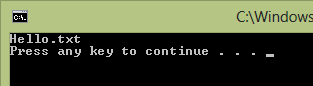 C:\Windows
Hello.txt
Press any key to continue . . .